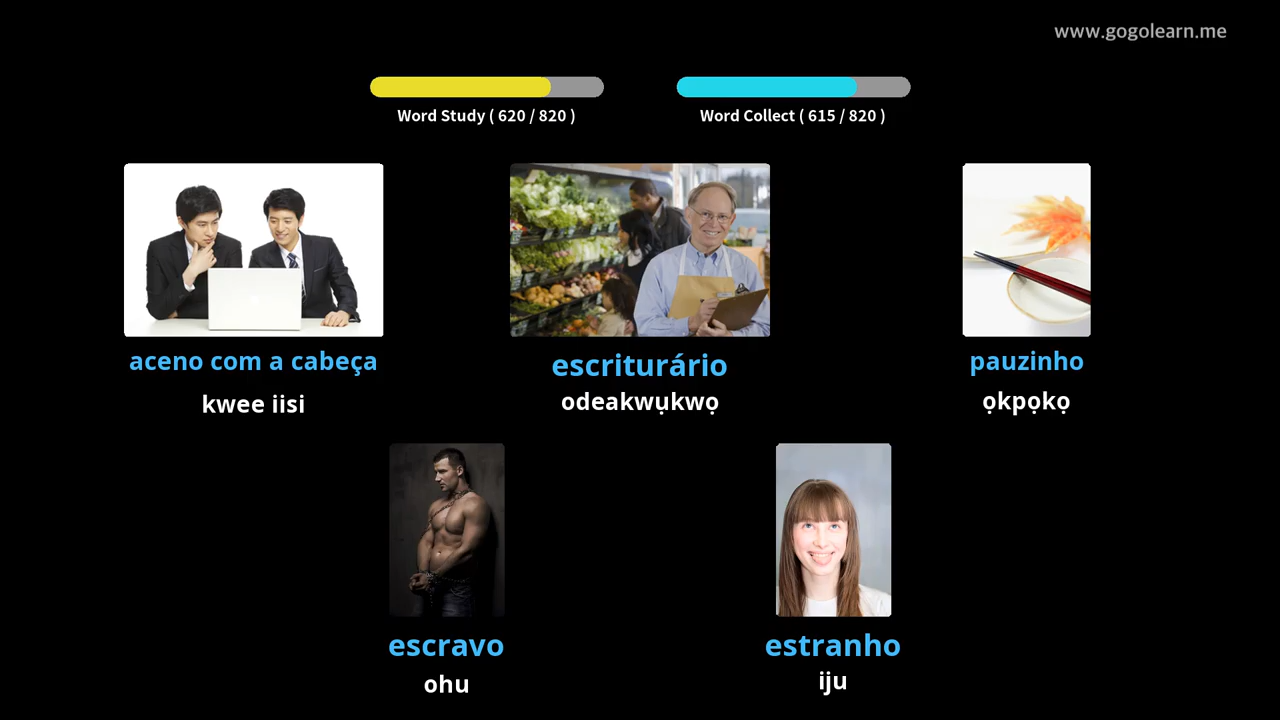 www.gogolearn.me
Word Study ( 620 / 820 )
Word Collect ( 615 / 820 )
aceno com a cabeça
kwee iisi
escriturário
odeakwụkwọ
pauzinho
ọkpọkọ
escravo
ohu
estranho
iju